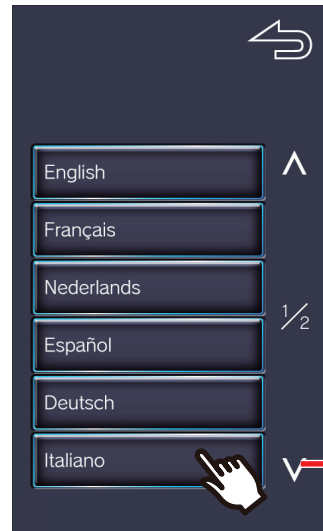 English
Français
Nederlands
1/2
Español
Deutsch
Italiano